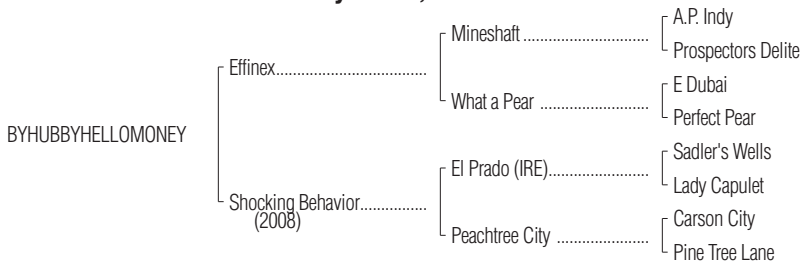 A.P. Indy
Mineshaft
Prospectors Delite
Effinex
E Dubai
What a Pear
Perfect Pear
BYHUBBYHELLOMONEY
Sadler's Wells
El Prado (IRE)
Lady Capulet
Shocking Behavior
(2008)
Carson City
Peachtree City
Pine Tree Lane